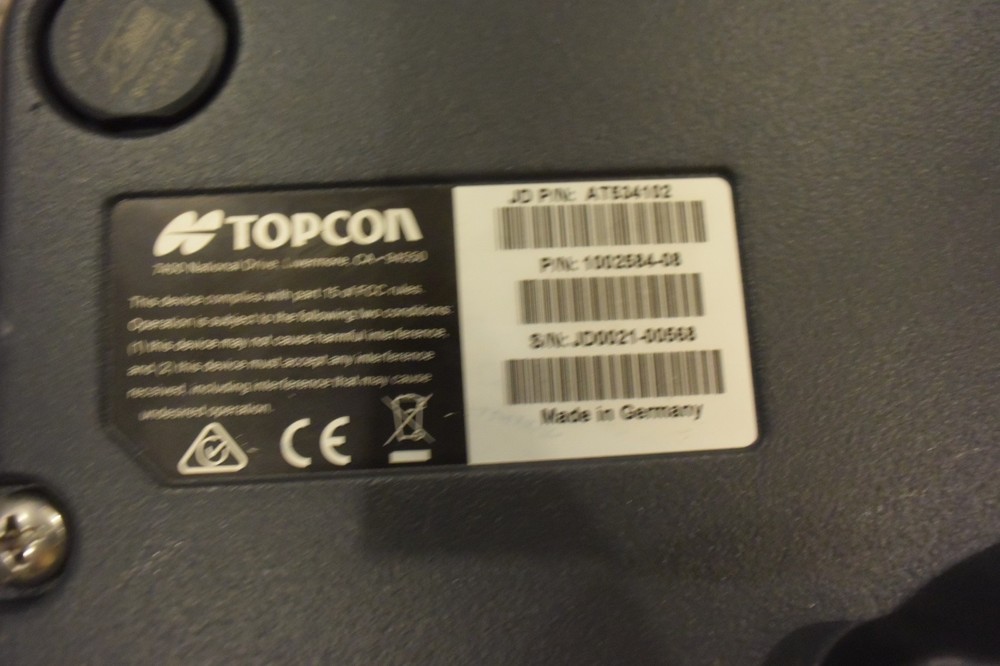 TOPCON
7400 National Drive, Livermore, CA - 94550
This device complies with part 15 of FCC rules.
Operation is subject to the following two conditions:
(1) this device may not cause harmful interference,
and (2) this device must accept any interference
received, including interference that may cause
undesired operation.
CE
JD P/N: AT534102
P/N: 1002584-08
S/N: JD0021-00568
Made in Germany